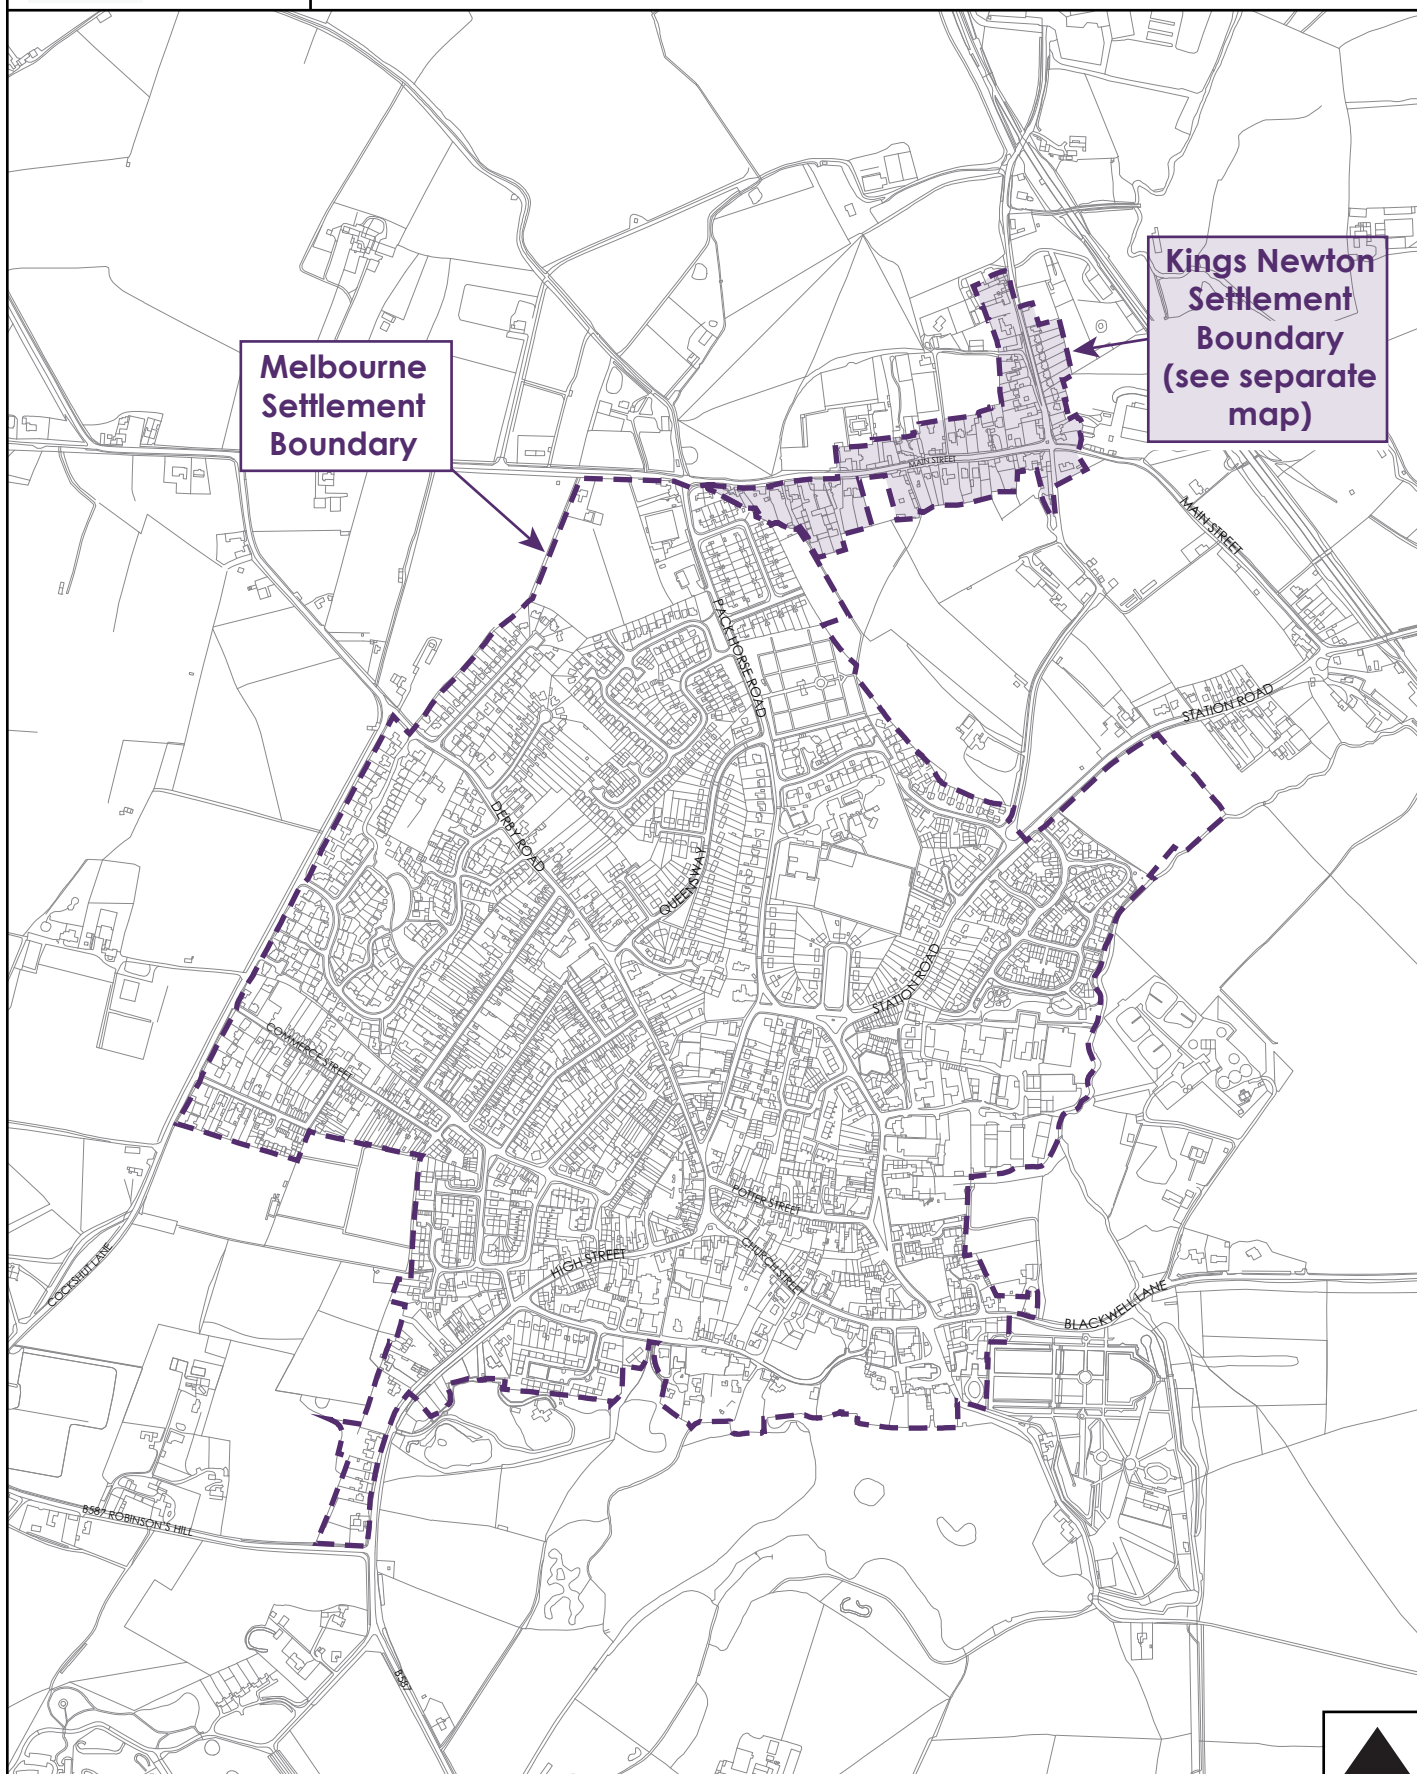 Kings Newton
Settlement
Boundary
(see separate
map)
Melbourne
Settlement
Boundary
MAIN STREET
MAIN STREET
PACK HORSE ROAD
STATION ROAD
DERBY ROAD
QUEENSWAY
STATION ROAD
COMMERCE STREET
POTTER STREET
CHURCH STREET
HIGH STREET
COCKSHUT LANE
BLACKWELL LANE
B587 ROBINSON'S HILL
B587